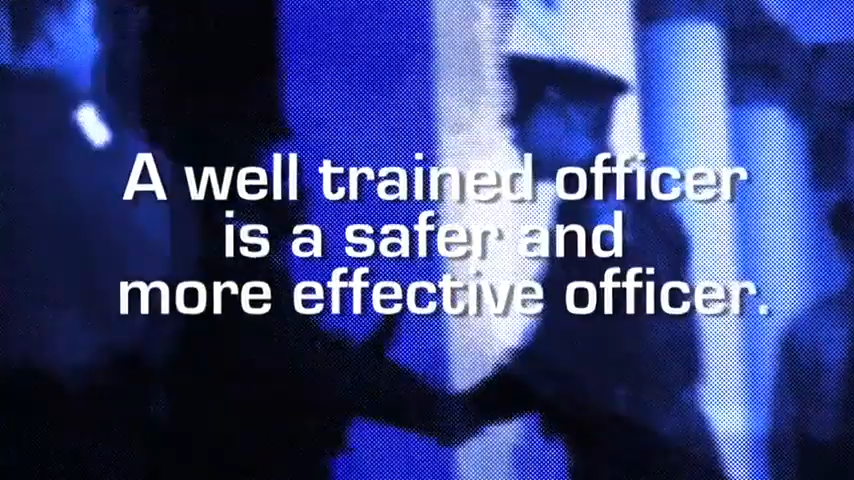 A well trained officer
is a safer and
more effective officer.